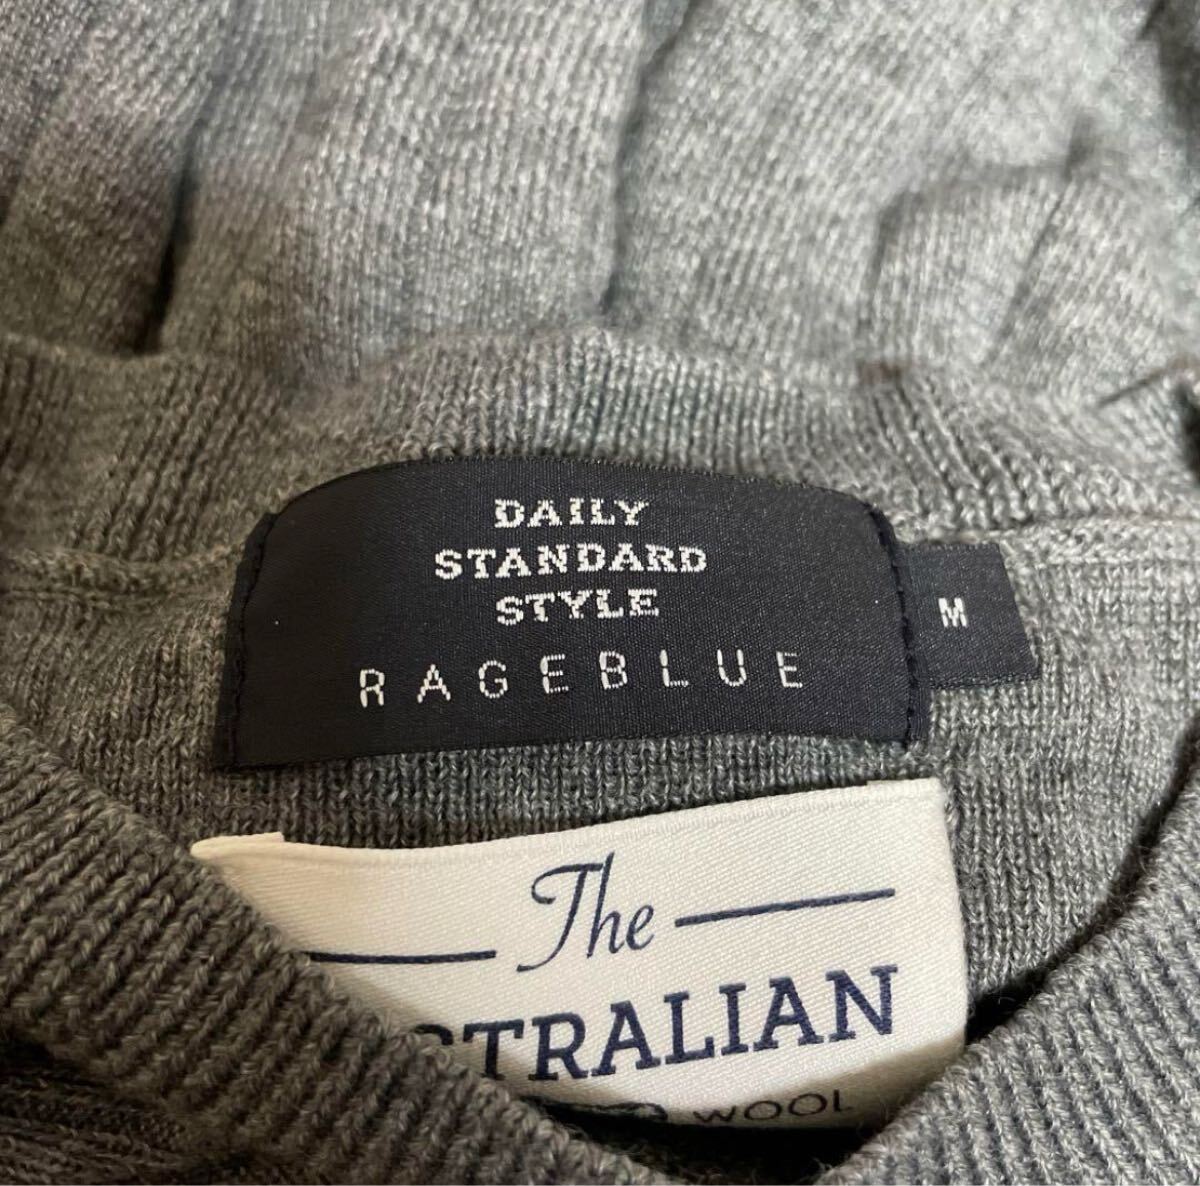 DAILY
STANDARD
STYLE
RAGEBLUE
M
The
STRALIAN
WOOL